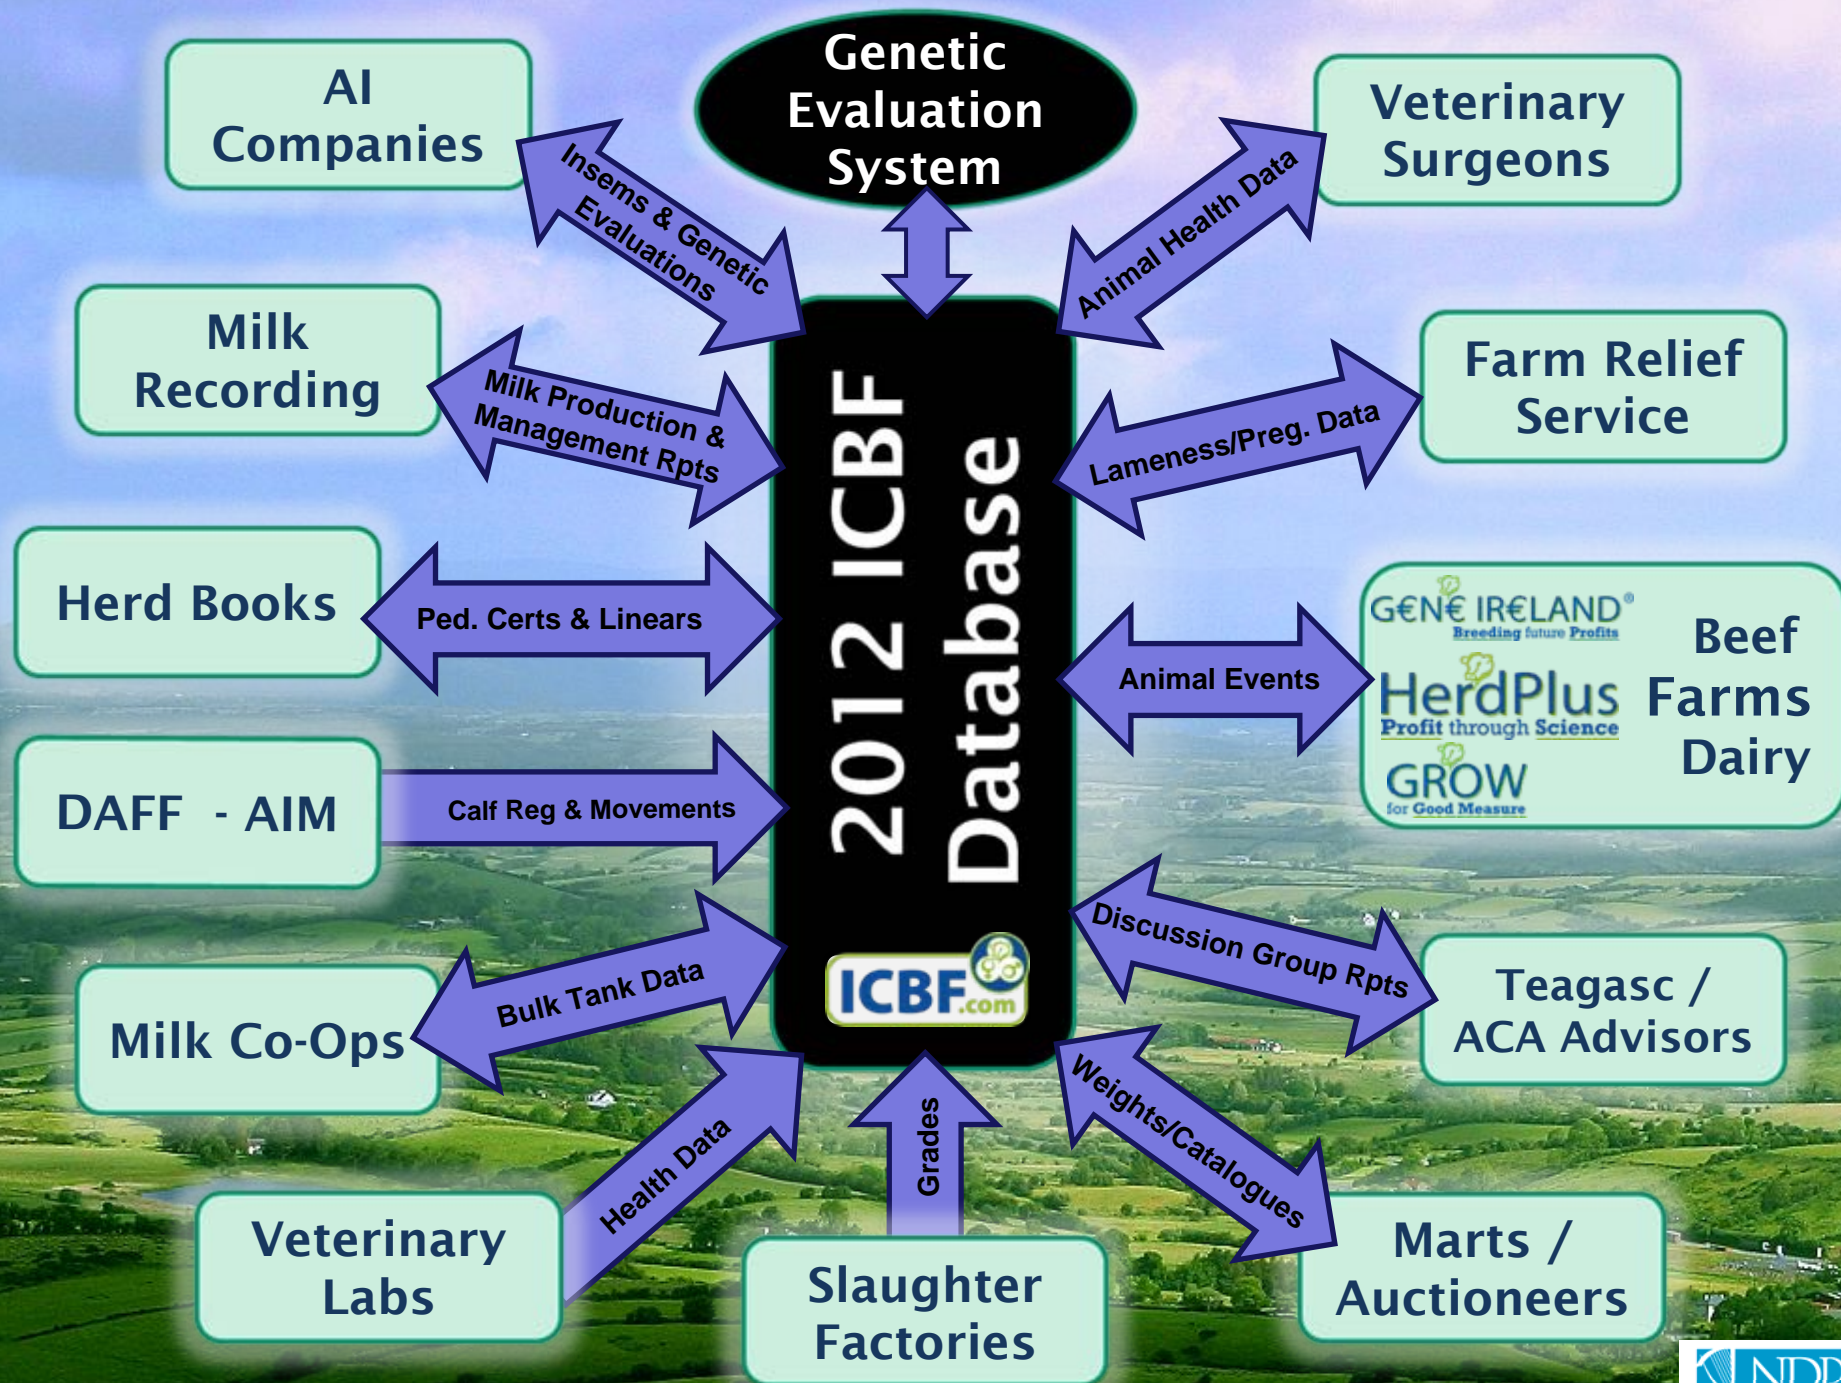 Genetic
Evaluation
System
AI
Companies
Insems & Genetic
Evaluations
Veterinary
Surgeons
Animal Health Data
Milk
Recording
Milk Production &
Management Rpts
Farm Relief
Service
Lameness/Preg. Data
Herd Books
Ped. Certs & Linears
2012 ICBF
Database
ICBF.com
Animal Events
G€N€ IR€LAND®
Breeding future Profits
HerdPlus
Profit through Science
GROW
for Good Measure
Beef
Farms
Dairy
DAFF - AIM
Calf Reg & Movements
Milk Co-Ops
Bulk Tank Data
Discussion Group Rpts
Teagasc /
ACA Advisors
Veterinary
Labs
Health Data
Grades
Slaughter
Factories
Weights/Catalogues
Marts /
Auctioneers